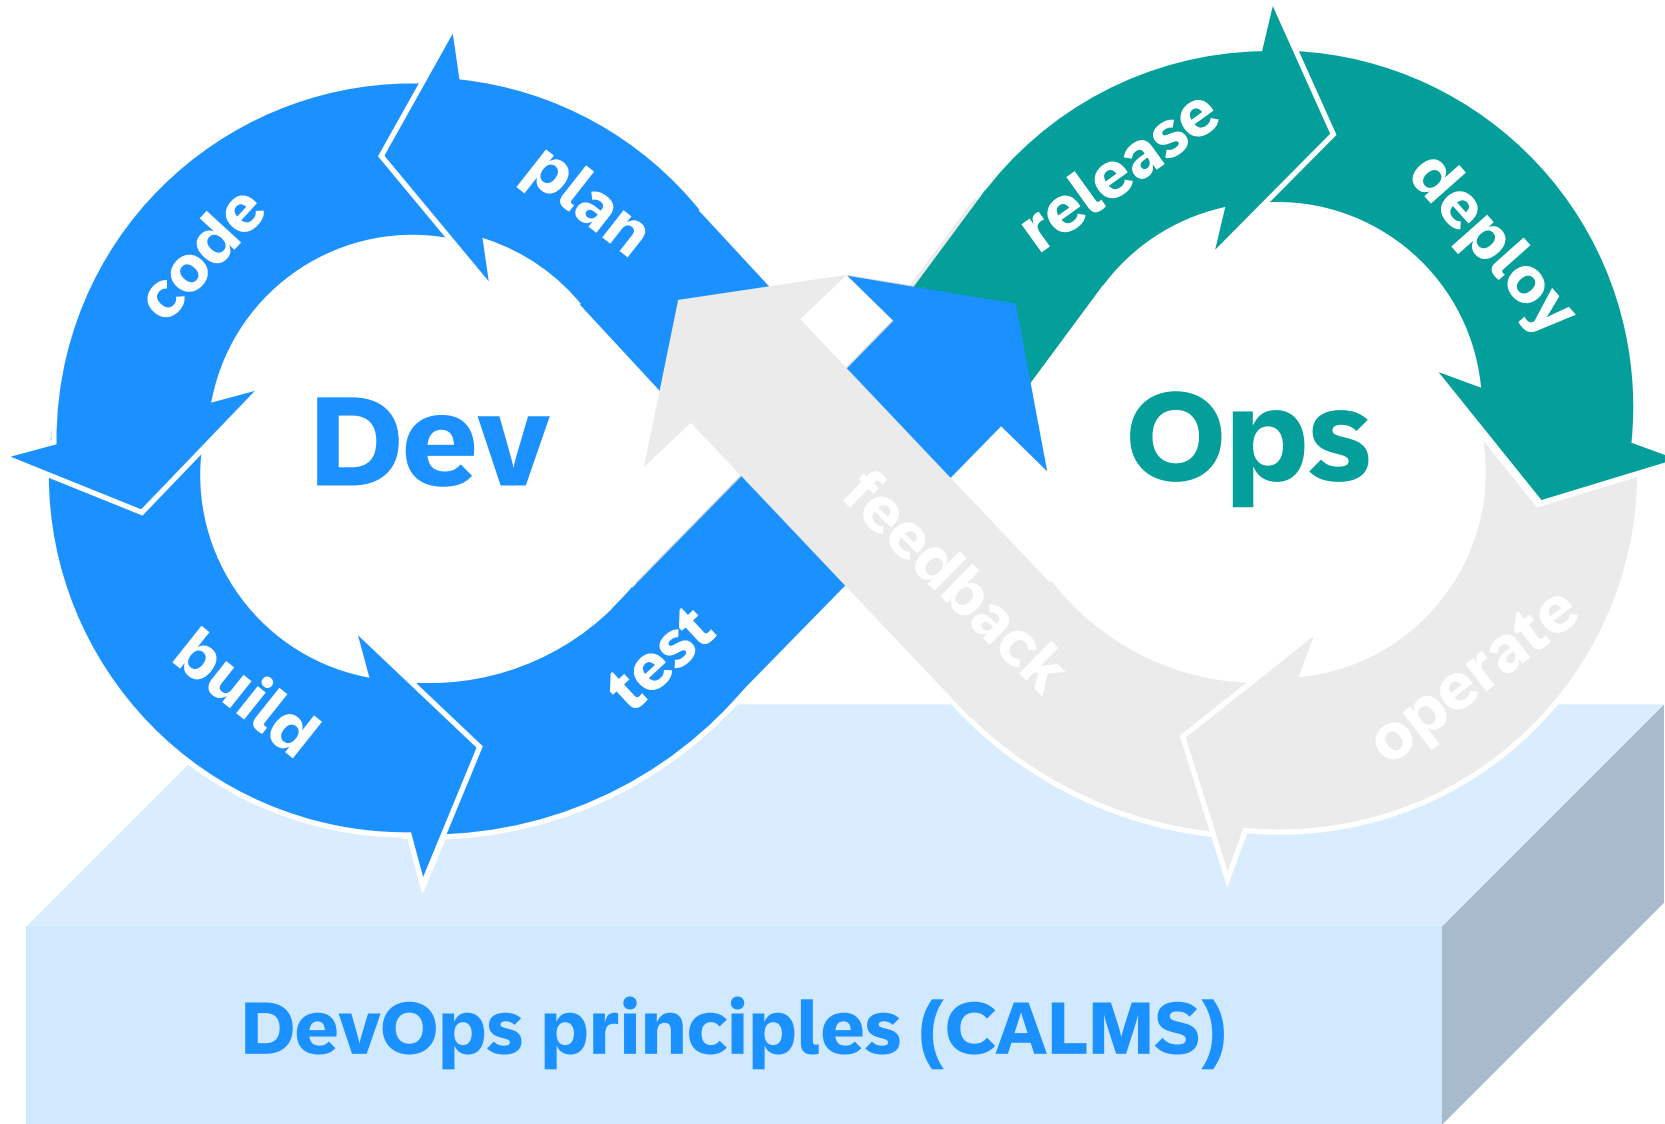 plan
code
build
test
release
deploy
operate
feedback
Dev
Ops
DevOps principles (CALMS)